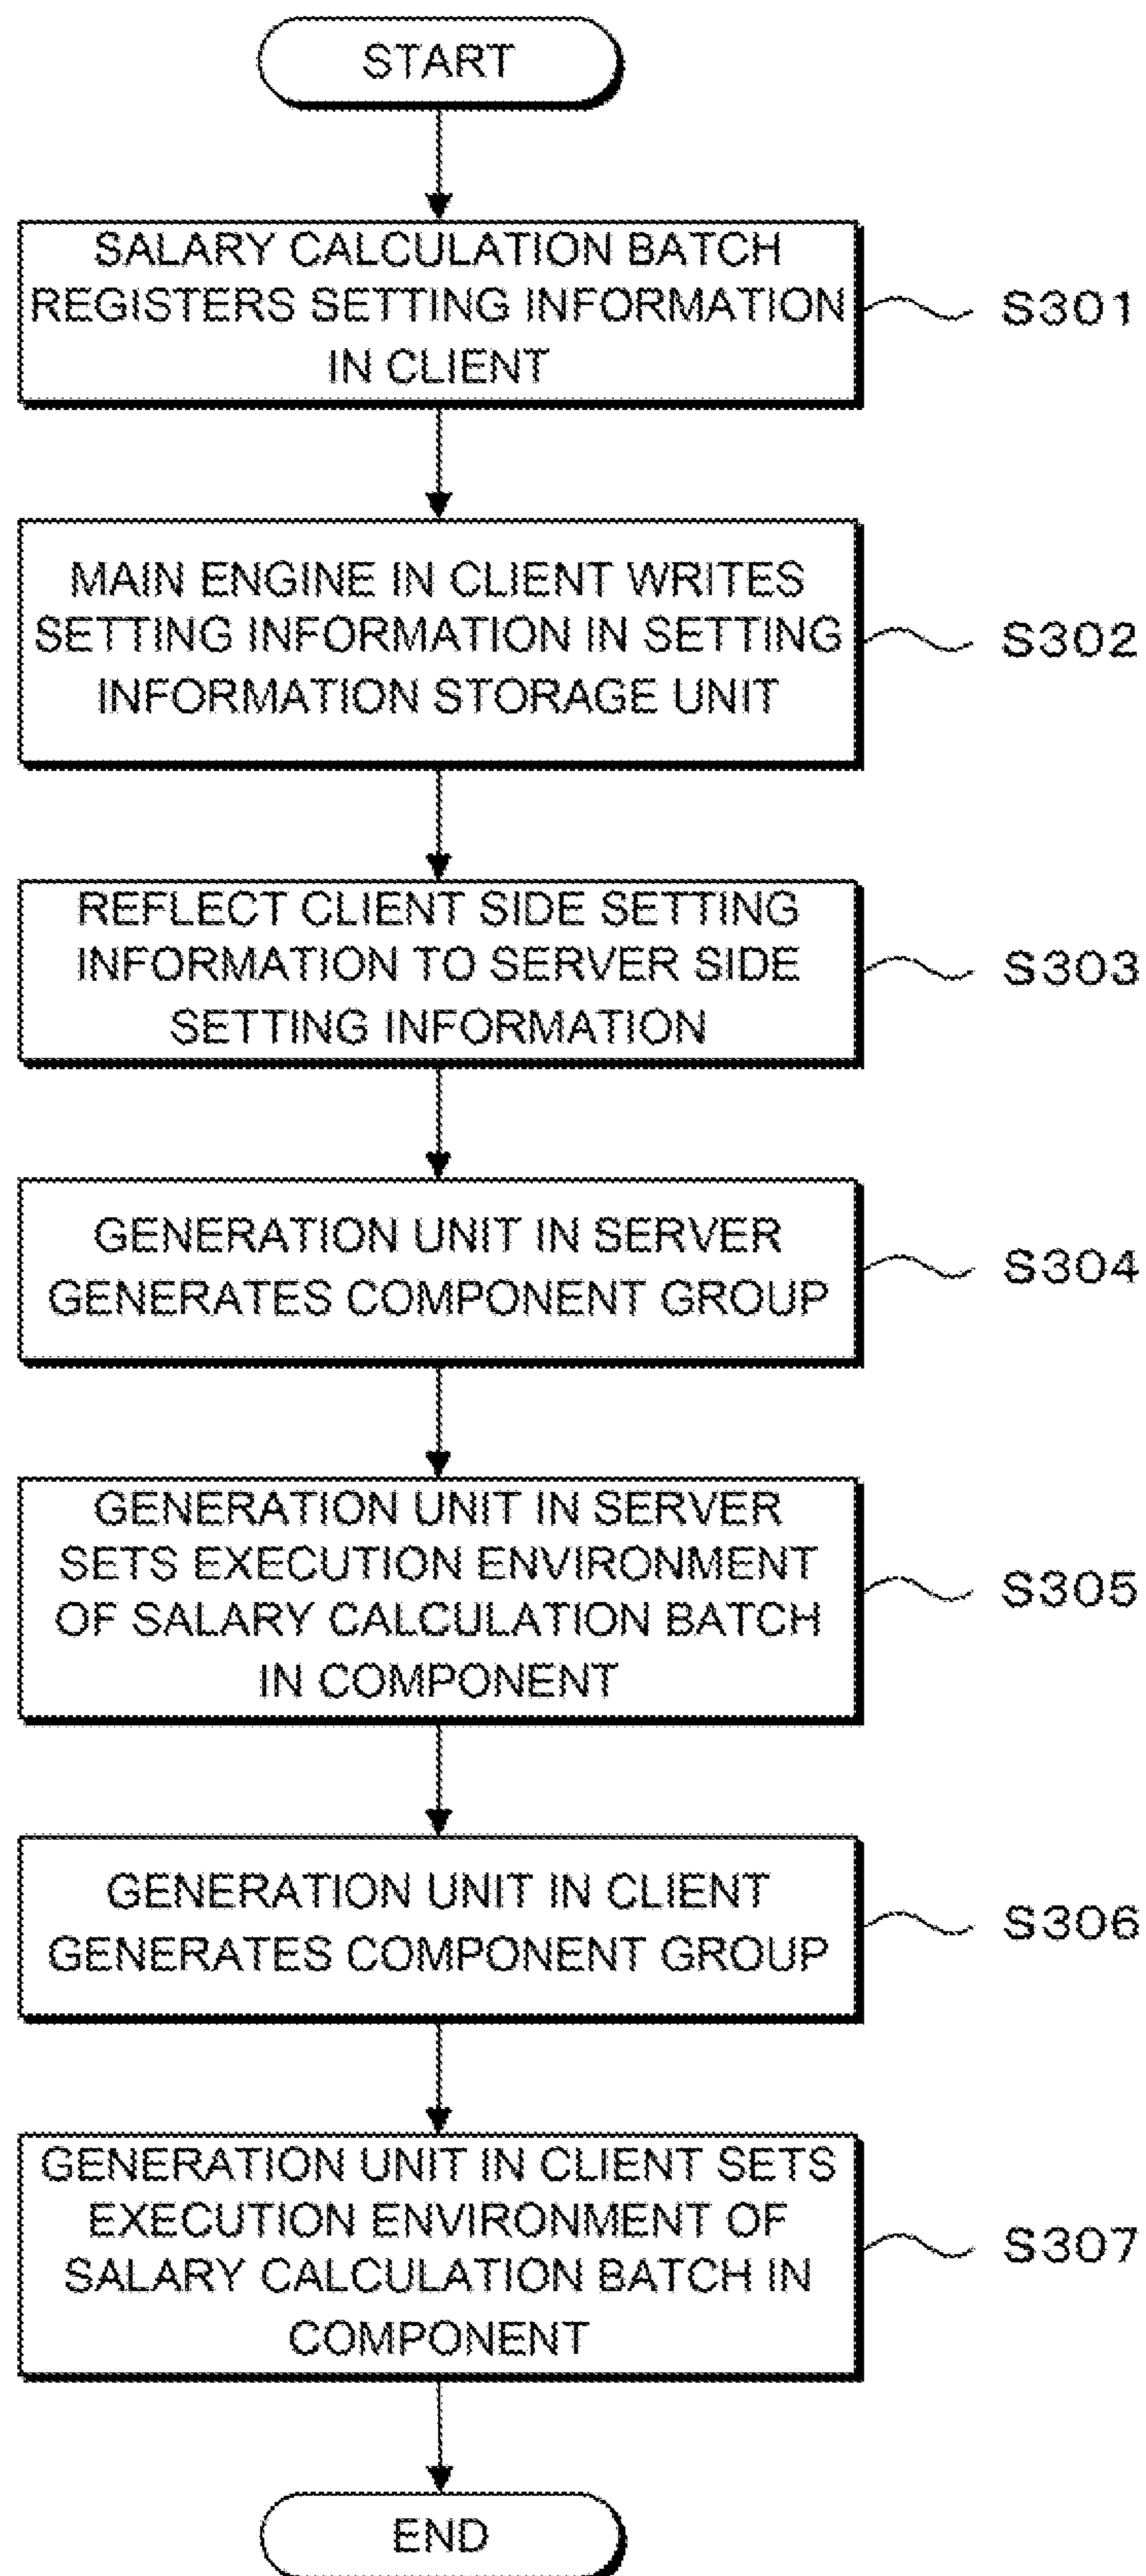 START
SALARY CALCULATION BATCH
REGISTERS SETTING INFORMATION
IN CLIENT
S301
MAIN ENGINE IN CLIENT WRITES
SETTING INFORMATION IN SETTING
INFORMATION STORAGE UNIT
S302
REFLECT CLIENT SIDE SETTING
INFORMATION TO SERVER SIDE
SETTING INFORMATION
S303
GENERATION UNIT IN SERVER
GENERATES COMPONENT GROUP
S304
GENERATION UNIT IN SERVER
SETS EXECUTION ENVIRONMENT
OF SALARY CALCULATION BATCH
IN COMPONENT
S305
GENERATION UNIT IN CLIENT
GENERATES COMPONENT GROUP
S306
GENERATION UNIT IN CLIENT SETS
EXECUTION ENVIRONMENT OF
SALARY CALCULATION BATCH IN
COMPONENT
S307
END